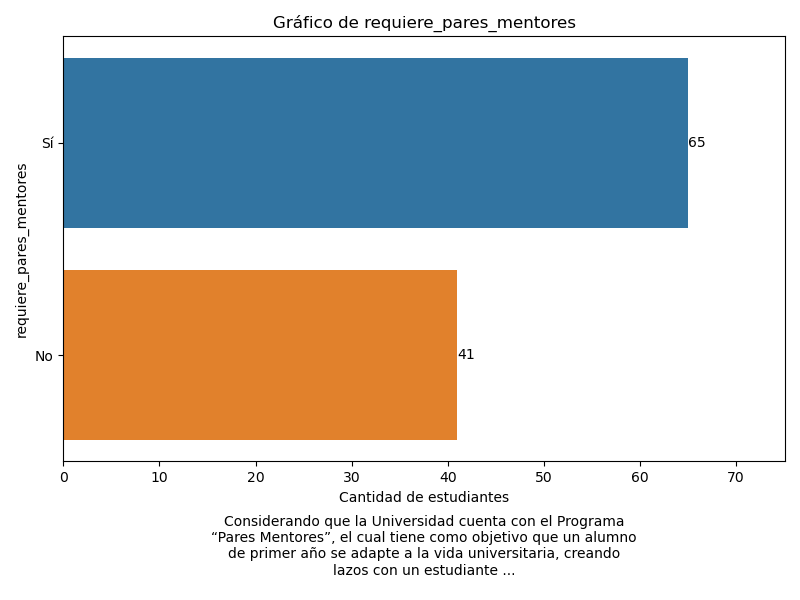 Gráfico de requiere_pares_mentores
requiere_pares_mentores
Sí
65
No
41
0 10 20 30 40 50 60 70
Cantidad de estudiantes
Considerando que la Universidad cuenta con el Programa
“Pares Mentores”, el cual tiene como objetivo que un alumno
de primer año se adapte a la vida universitaria, creando
lazos con un estudiante ...